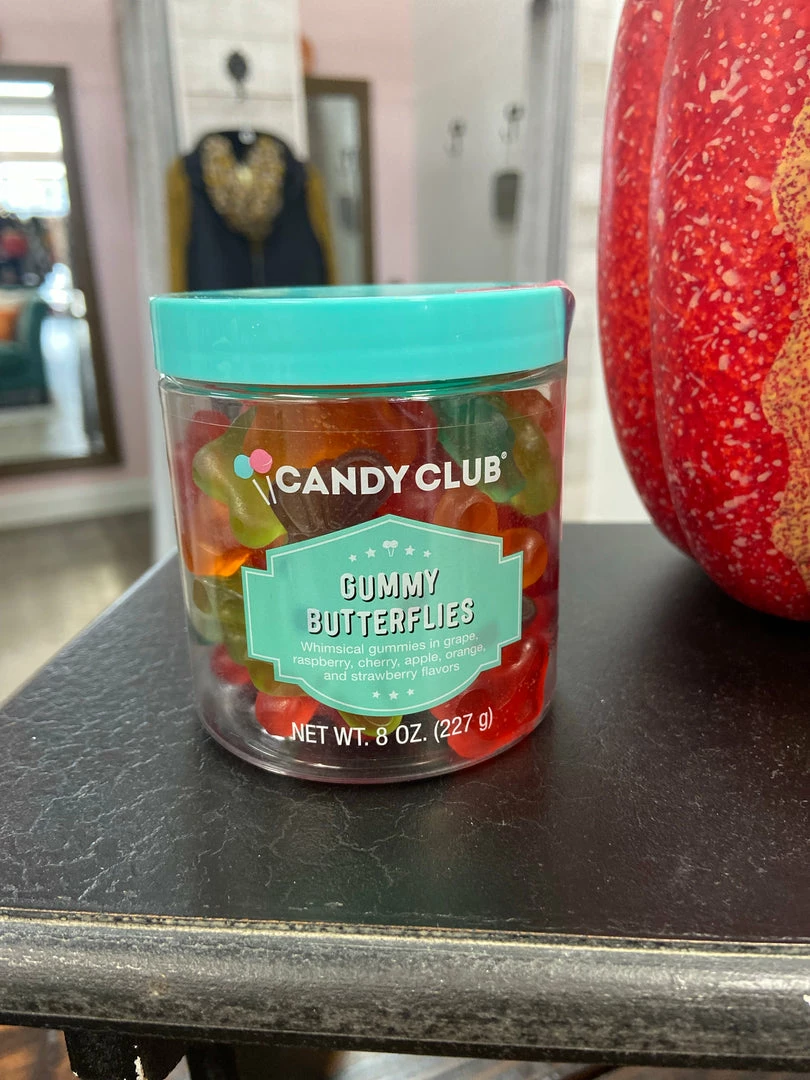 CANDY CLUB®
GUMMY
BUTTERFLIES
Whimsical gummies in grape,
raspberry, cherry, apple, orange,
and strawberry flavors
NET WT. 8 OZ. (227 g)